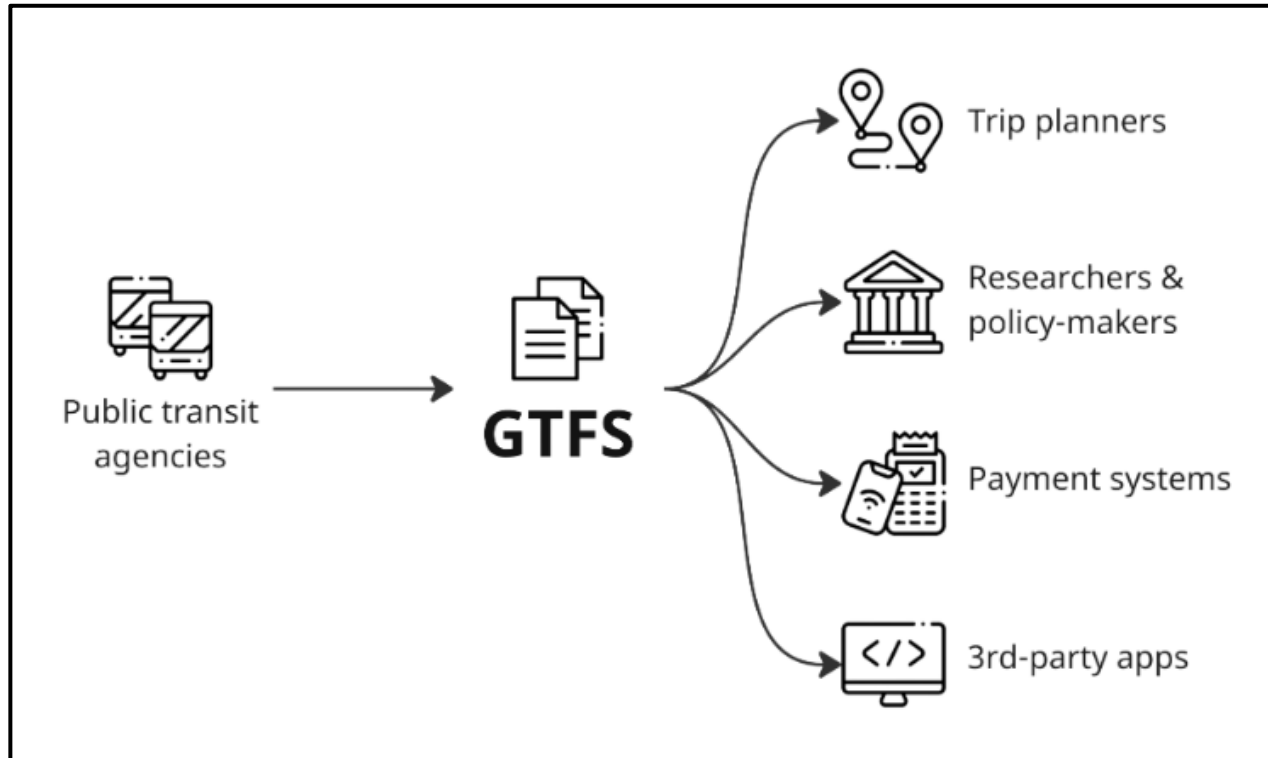 Public transit
agencies
GTFS
Trip planners
Researchers &
policy-makers
Payment systems
</>
3rd-party apps